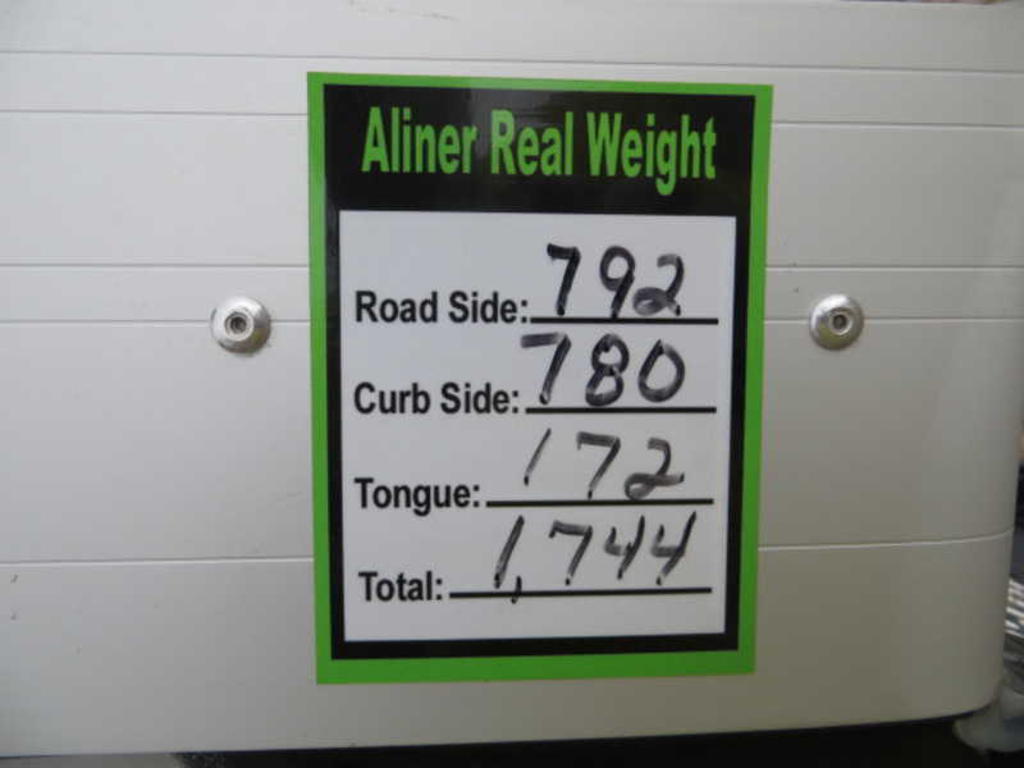 Aliner Real Weight
Road Side: 792
Curb Side: 780
Tongue: 172
Total: 1,744